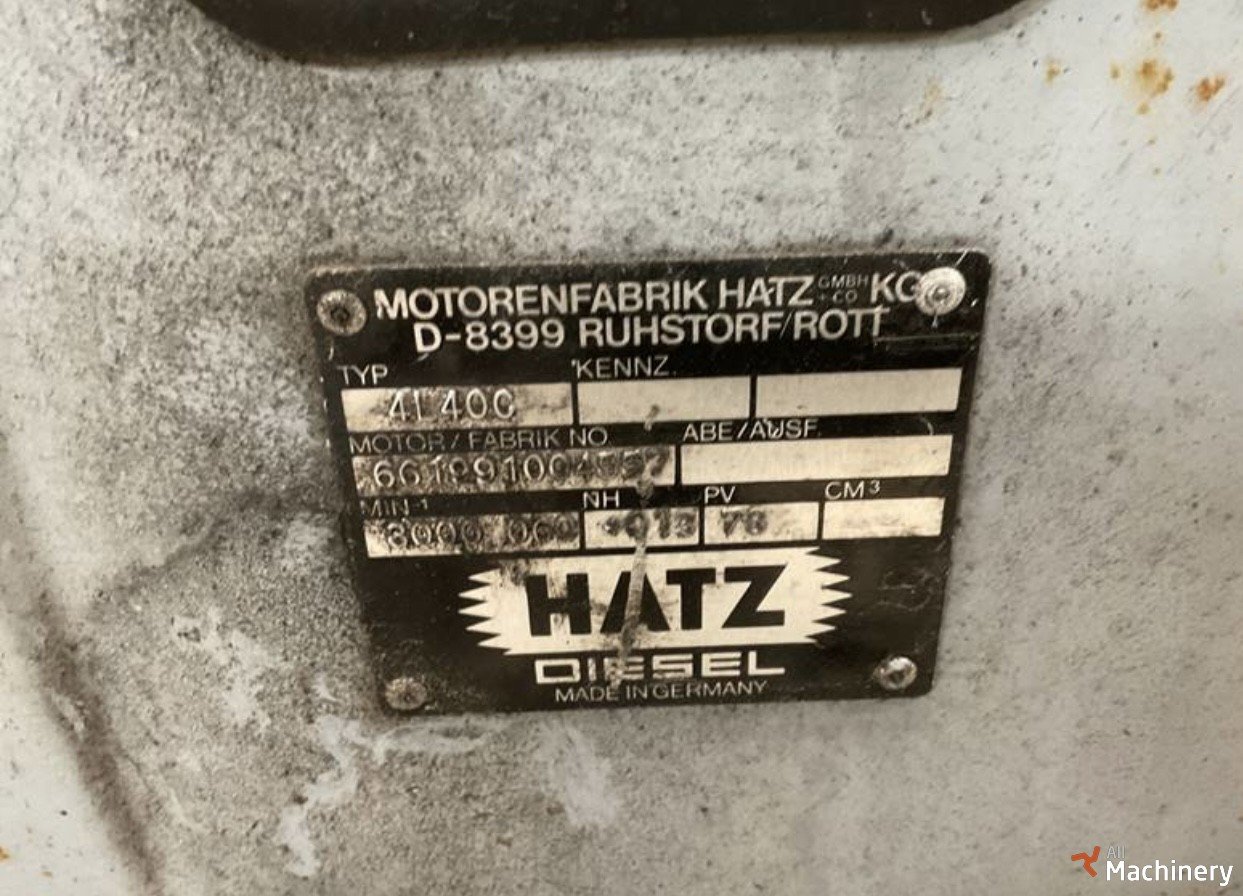 MOTORENFABRIK HATZ GMBH + CO KG
D-8399 RUHSTORF/ROTT
TYP KENNZ.
4L40C
MOTOR / FABRIK NO ABE/AUSF.
MIN-1 NH PV CM³
78
HATZ
DIESEL
MADE IN GERMANY
All
Machinery